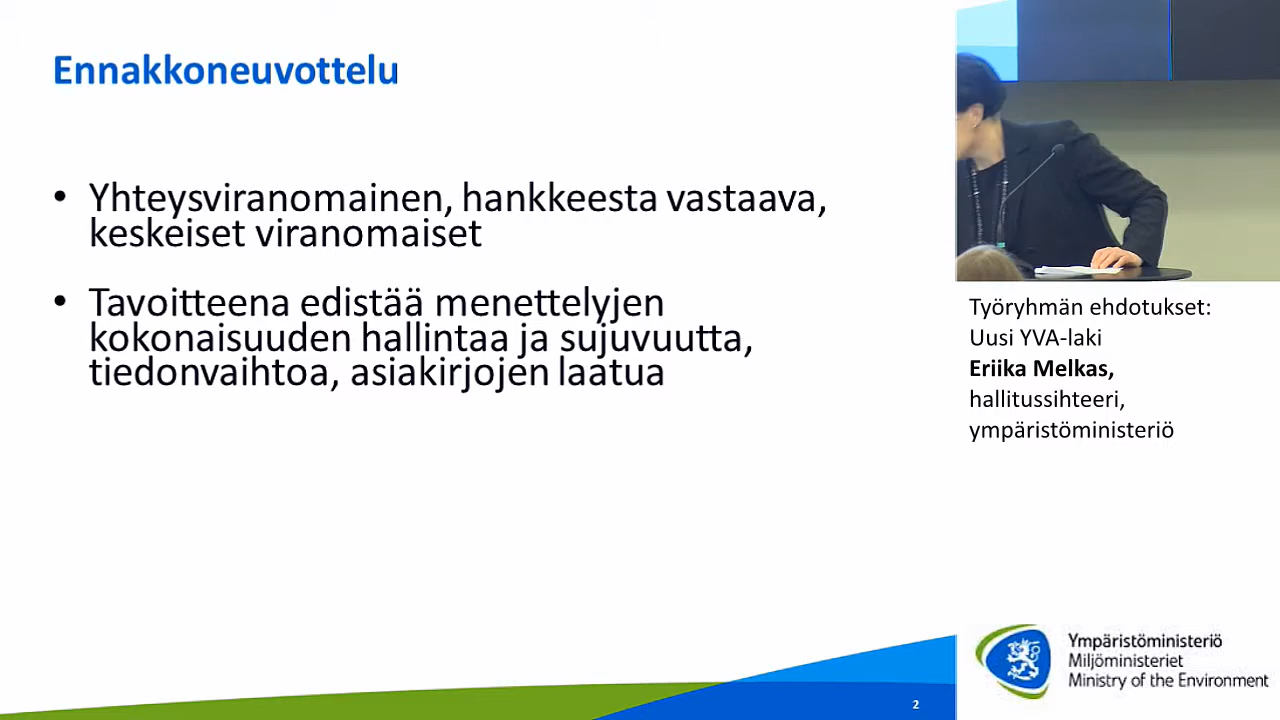 Ennakkoneuvottelu
• Yhteysviranomainen, hankkeesta vastaava,
keskeiset viranomaiset
• Tavoitteena edistää menettelyjen
kokonaisuuden hallintaa ja sujuvuutta,
tiedonvaihtoa, asiakirjojen laatua
2
Työryhmän ehdotukset:
Uusi YVA-laki
Eriika Melkas,
hallitussihteeri,
ympäristöministeriö
Ympäristöministeriö
Miljöministeriet
Ministry of the Environment